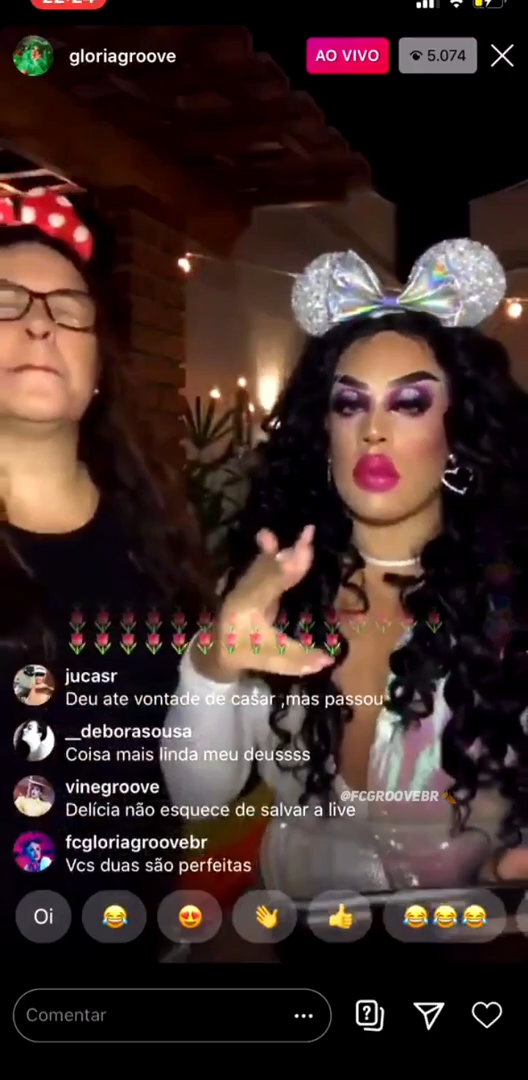 gloriagroove
AO VIVO
5.074
jucasr
Deu ate vontade de casar ,mas passou
__deborasousa
Coisa mais linda meu deussss
vinegroove
@FCGROOVEBR
Delícia não esquece de salvar a live
fcgloriagroovebr
Vcs duas são perfeitas
Oi
Comentar